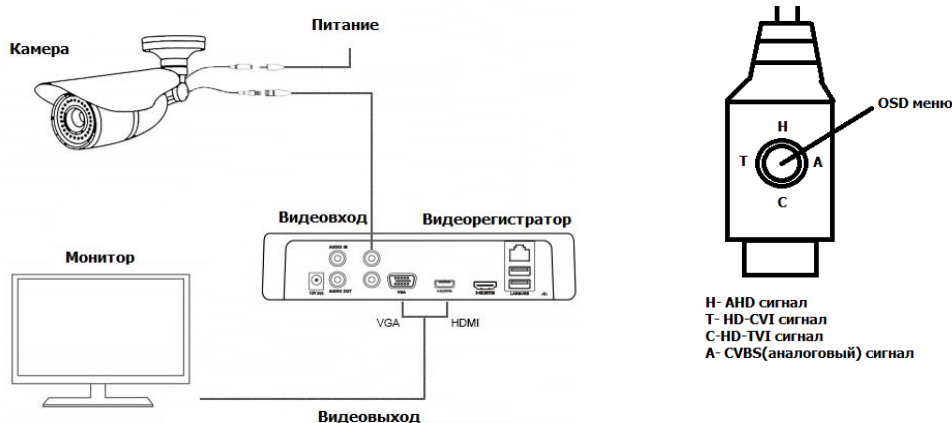 Питание
Камера
Видеовход
Видеорегистратор
AUDIO IN
AUDIO OUT
VGA
Монитор
VGA
HDMI
Видеовыход
H
T
A
C
OSD меню
H- AHD сигнал
T- HD-CVI сигнал
C-HD-TVI сигнал
A- CVBS(аналоговый) сигнал